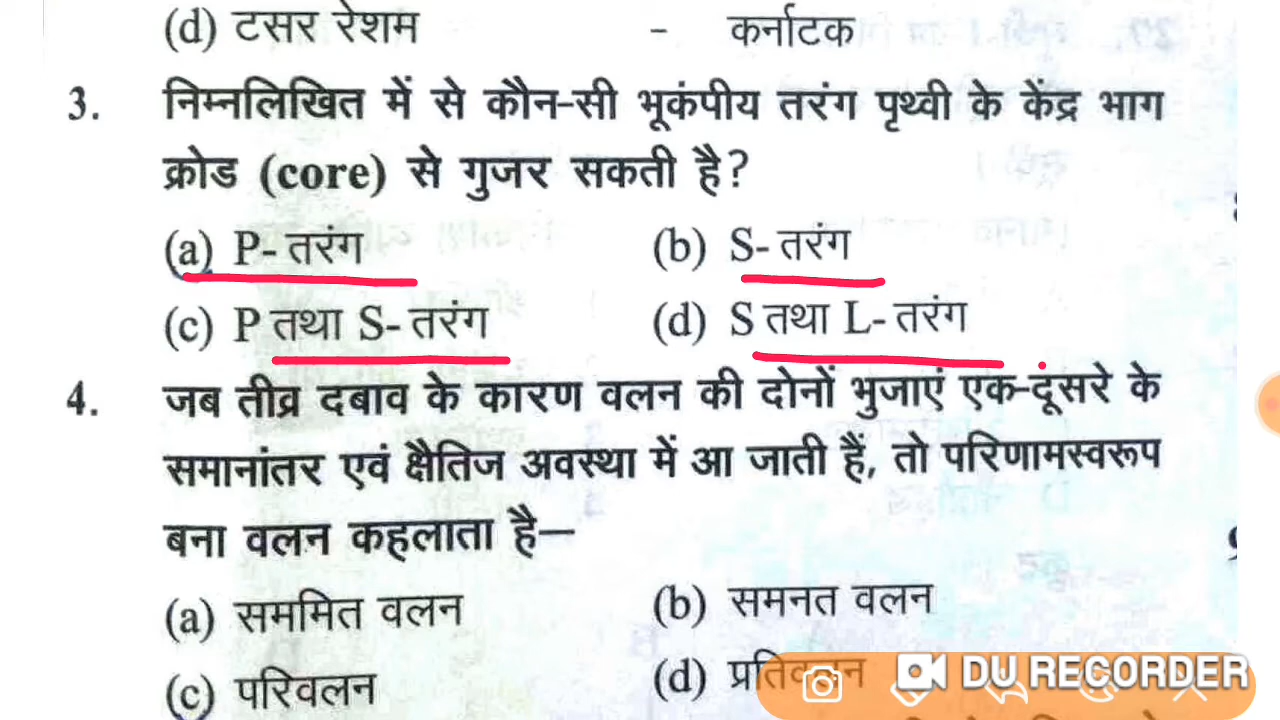 (d) टसर रेशम - कर्नाटक
3. निम्नलिखित में से कौन-सी भूकंपीय तरंग पृथ्वी के केंद्र भाग
क्रोड (core) से गुजर सकती है?
(a) P- तरंग (b) S- तरंग
(c) P तथा S- तरंग (d) S तथा L- तरंग
4. जब तीव्र दबाव के कारण वलन की दोनों भुजाएं एक-दूसरे के
समानांतर एवं क्षैतिज अवस्था में आ जाती हैं, तो परिणामस्वरूप
बना वलन कहलाता है—
(a) सममित वलन (b) समनत वलन
(c) परिवलन (d) प्रतिवलन
DU RECORDER